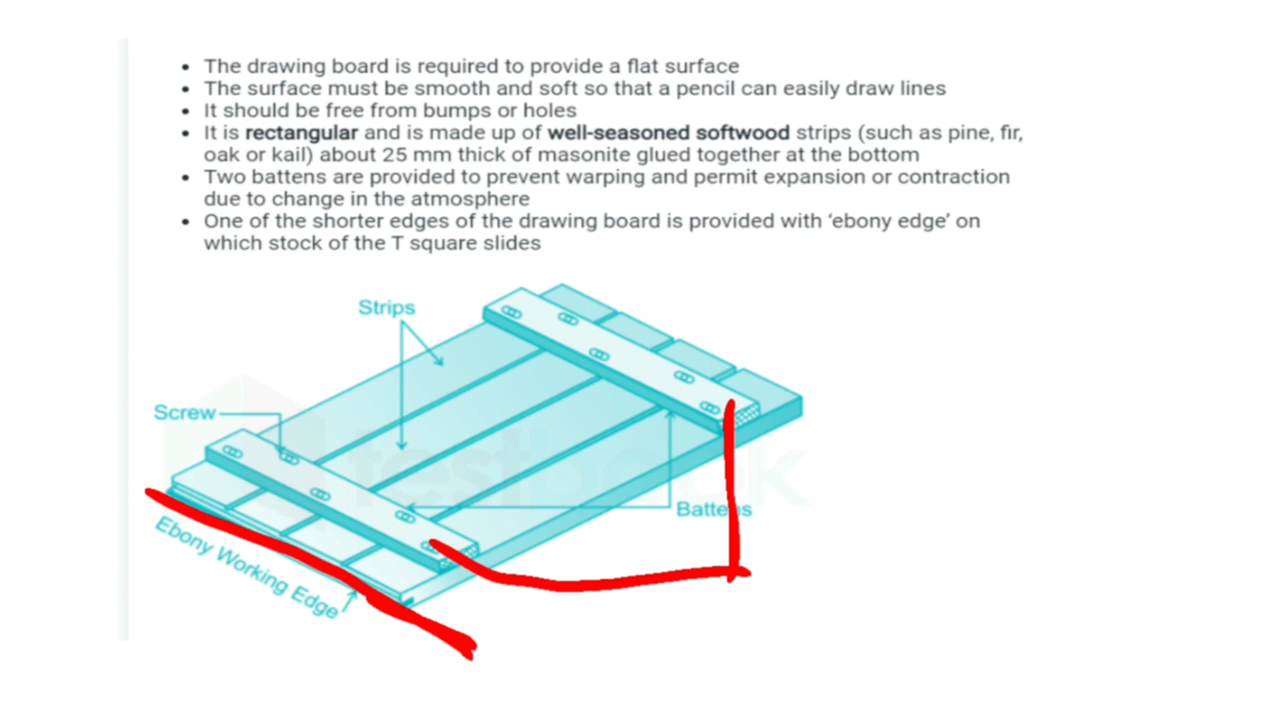 • The drawing board is required to provide a flat surface
• The surface must be smooth and soft so that a pencil can easily draw lines
• It should be free from bumps or holes
• It is rectangular and is made up of well-seasoned softwood strips (such as pine, fir,
oak or kail) about 25 mm thick of masonite glued together at the bottom
• Two battens are provided to prevent warping and permit expansion or contraction
due to change in the atmosphere
• One of the shorter edges of the drawing board is provided with ‘ebony edge’ on
which stock of the T square slides
Strips
Screw
testbook
Battens
Ebony Working Edge